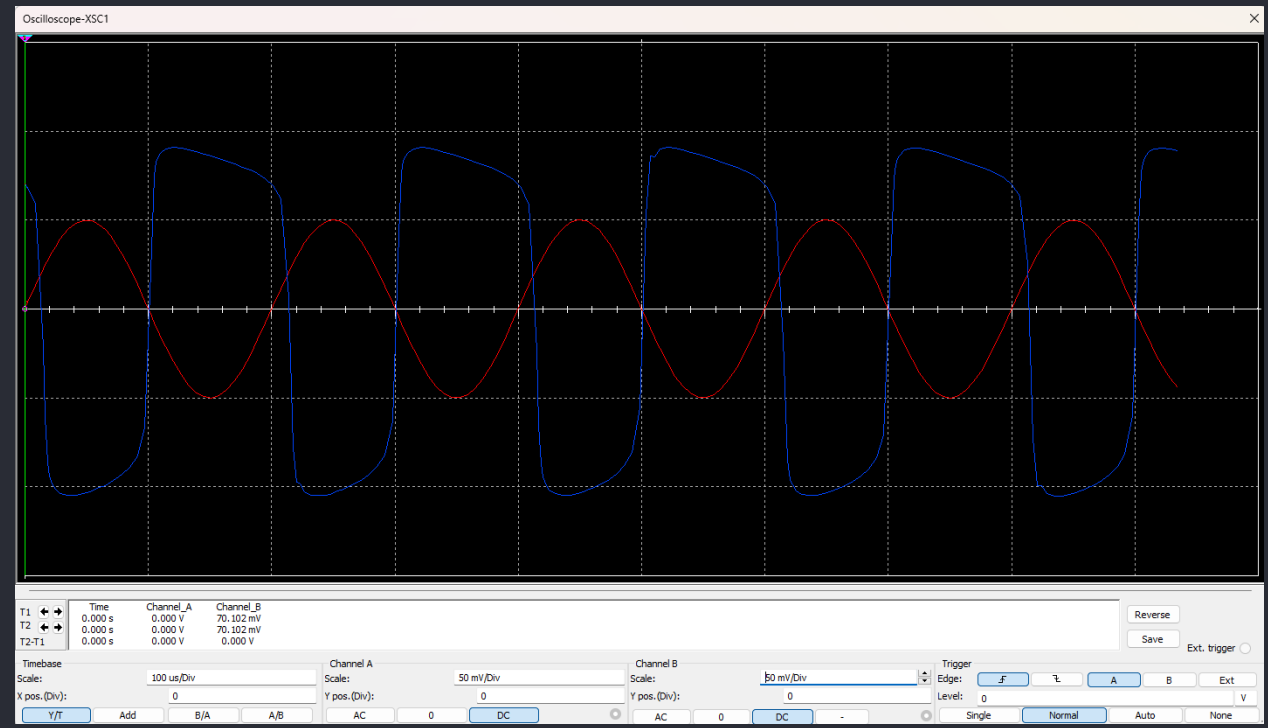 Oscilloscope-XSC1
T1
T2
T2-T1
Time Channel_A Channel_B
0.000 s 0.000 V 70.102 mV
0.000 s 0.000 V 70.102 mV
0.000 s 0.000 V 0.000 V
Reverse
Save
Ext. trigger
Timebase
Scale: 100 us/Div
X pos.(Div): 0
Y/T Add B/A A/B
Channel A
Scale: 50 mV/Div
Y pos.(Div): 0
AC 0 DC
Channel B
Scale: 50 mV/Div
Y pos.(Div): 0
AC 0 DC -
Trigger
Edge: A B Ext
Level: 0 V
Single Normal Auto None